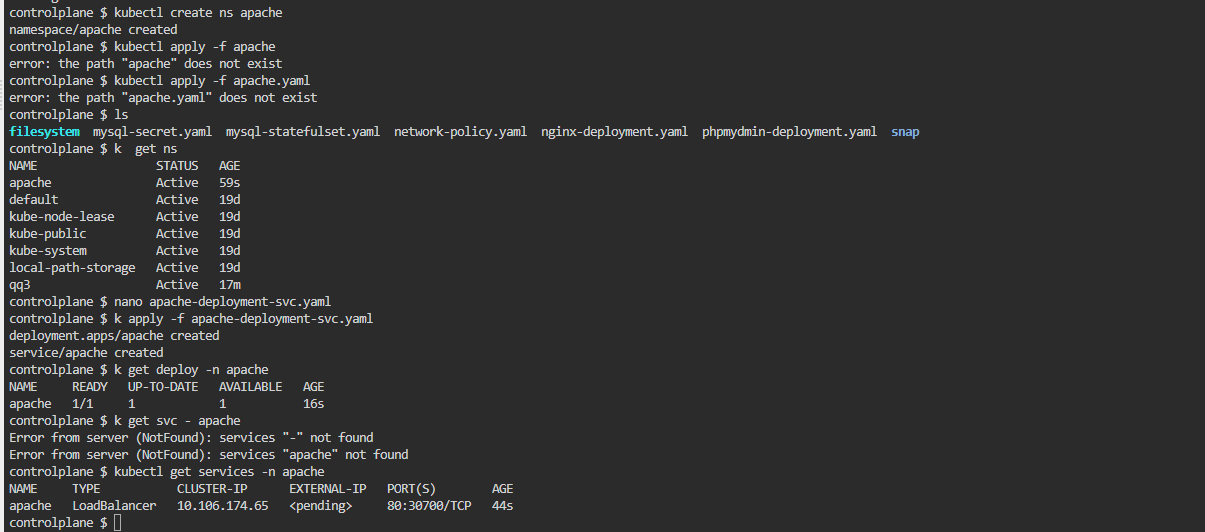 controlplane $ kubectl create ns apache
namespace/apache created
controlplane $ kubectl apply -f apache
error: the path "apache" does not exist
controlplane $ kubectl apply -f apache.yaml
error: the path "apache.yaml" does not exist
controlplane $ ls
filesystem  mysql-secret.yaml  mysql-statefulset.yaml  network-policy.yaml  nginx-deployment.yaml  phpmydmin-deployment.yaml  snap
controlplane $ k  get ns
NAME                 STATUS   AGE
apache               Active   59s
default              Active   19d
kube-node-lease      Active   19d
kube-public          Active   19d
kube-system          Active   19d
local-path-storage   Active   19d
qq3                  Active   17m
controlplane $ nano apache-deployment-svc.yaml
controlplane $ k apply -f apache-deployment-svc.yaml
deployment.apps/apache created
service/apache created
controlplane $ k get deploy -n apache
NAME     READY   UP-TO-DATE   AVAILABLE   AGE
apache   1/1     1            1           16s
controlplane $ k get svc - apache
Error from server (NotFound): services "-" not found
Error from server (NotFound): services "apache" not found
controlplane $ kubectl get services -n apache
NAME     TYPE           CLUSTER-IP      EXTERNAL-IP   PORT(S)        AGE
apache   LoadBalancer   10.106.174.65   <pending>     80:30700/TCP   44s
controlplane $